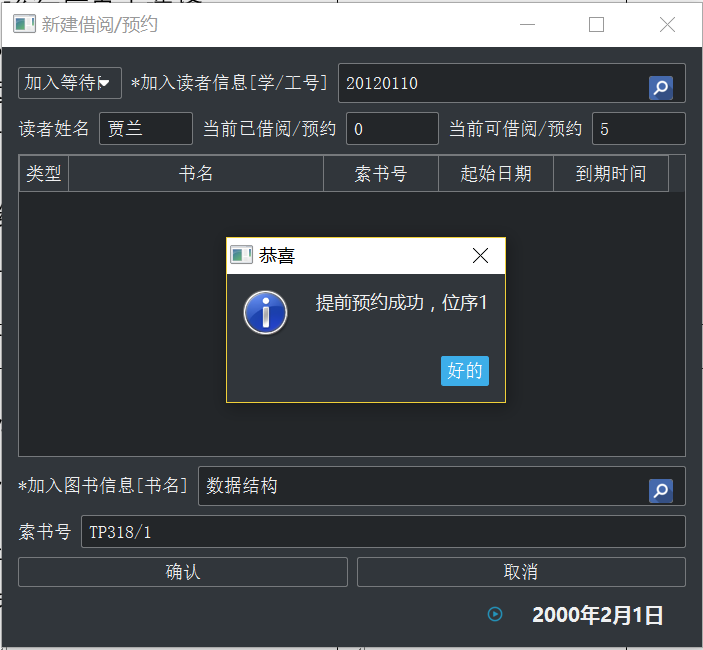 新建借阅/预约
加入等待 *加入读者信息[学/工号] 20120110
读者姓名 贾兰 当前已借阅/预约 0 当前可借阅/预约 5
类型 书名 索书号 起始日期 到期时间
恭喜
提前预约成功，位序1
好的
*加入图书信息[书名] 数据结构
索书号 TP318/1
确认 取消
2000年2月1日